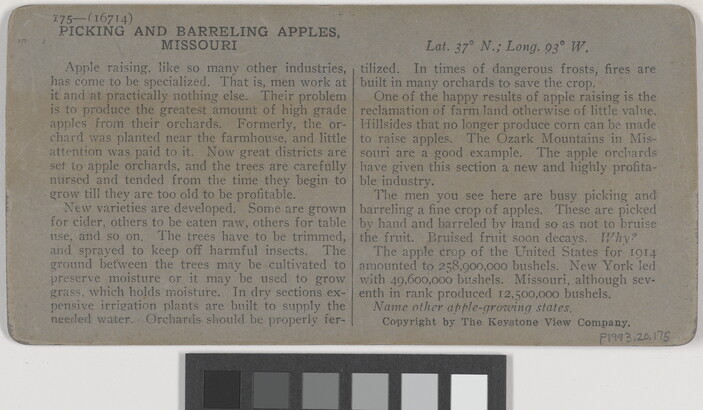 175—(16714)
PICKING AND BARRELING APPLES,
MISSOURI
Apple raising, like so many other industries,
has come to be specialized. That is, men work at
it and at practically nothing else. Their problem
is to produce the greatest amount of high grade
apples from their orchards. Formerly, the or-
chard was planted near the farmhouse, and little
attention was paid to it. Now great districts are
set to apple orchards, and the trees are carefully
nursed and tended from the time they begin to
grow till they are too old to be profitable.
New varieties are developed. Some are grown
for cider, others to be eaten raw, others for table
use, and so on. The trees have to be trimmed,
and sprayed to keep off harmful insects. The
ground between the trees may be cultivated to
preserve moisture or it may be used to grow
grass, which holds moisture. In dry sections ex-
pensive irrigation plants are built to supply the
needed water. Orchards should be properly fer-
Lat. 37° N.; Long. 93° W.
tilized. In times of dangerous frosts, fires are
built in many orchards to save the crop.
One of the happy results of apple raising is the
reclamation of farm land otherwise of little value.
Hillsides that no longer produce corn can be made
to raise apples. The Ozark Mountains in Mis-
souri are a good example. The apple orchards
have given this section a new and highly profita-
ble industry.
The men you see here are busy picking and
barreling a fine crop of apples. These are picked
by hand and barreled by hand so as not to bruise
the fruit. Bruised fruit soon decays. Why?
The apple crop of the United States for 1914
amounted to 258,900,000 bushels. New York led
with 49,600,000 bushels. Missouri, although sev-
enth in rank produced 12,500,000 bushels.
Name other apple-growing states.
Copyright by The Keystone View Company.
P1993.20.175